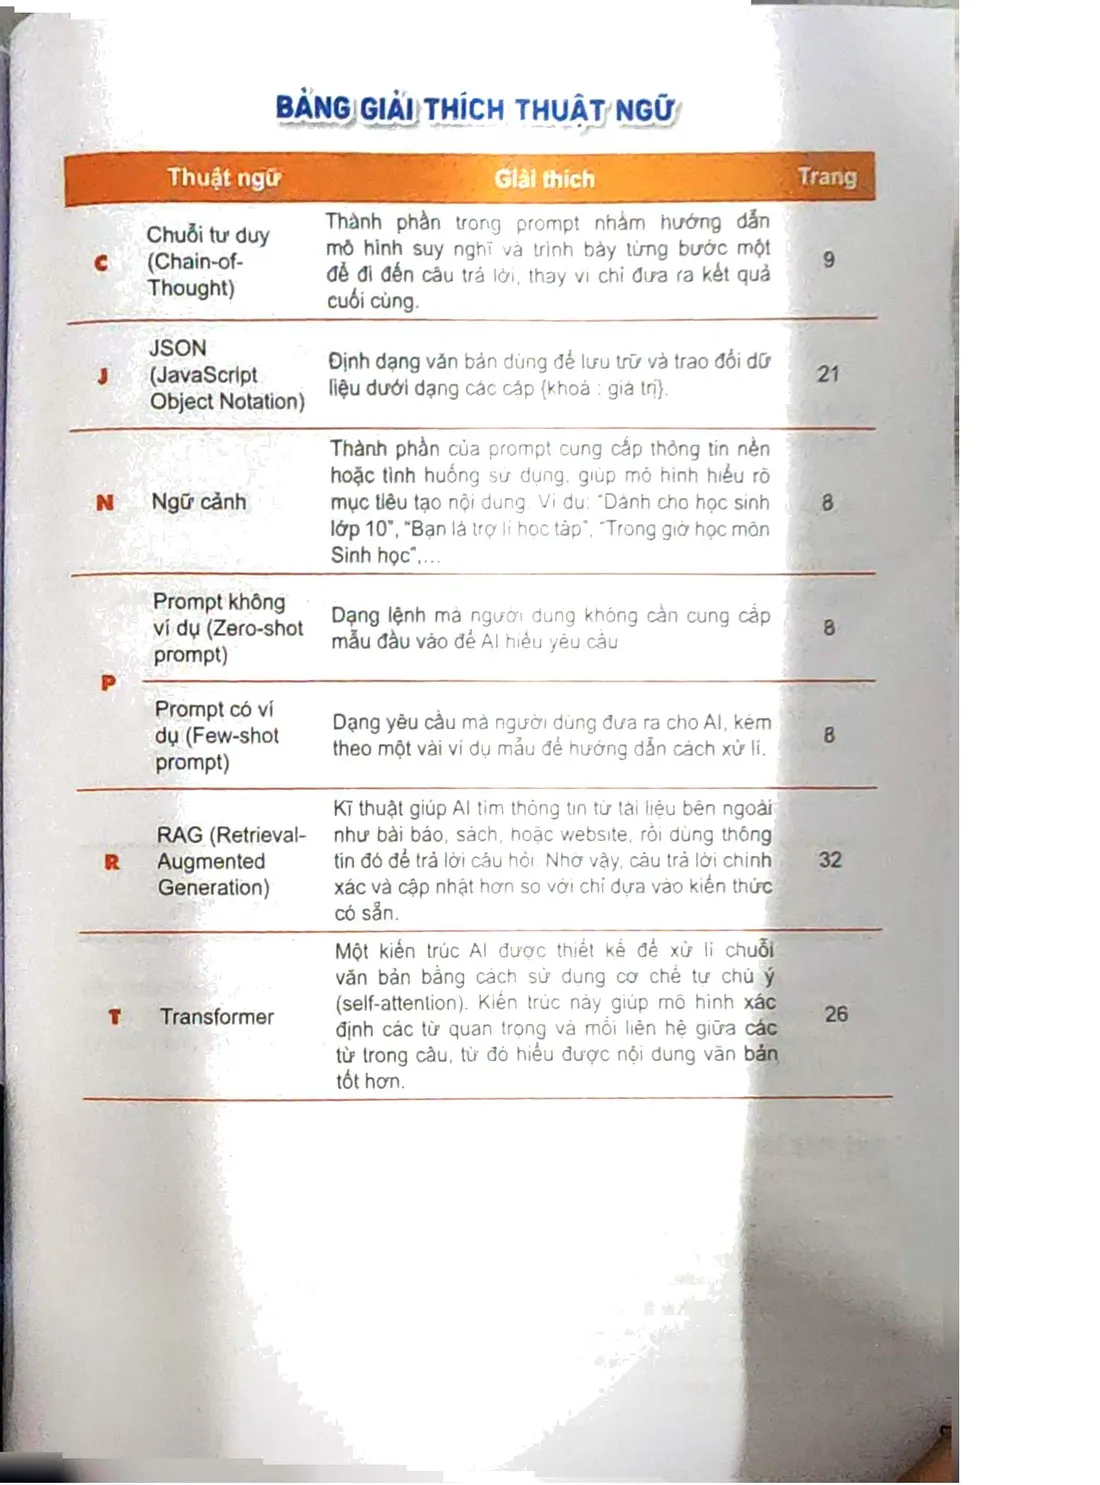 BẢNG GIẢI THÍCH THUẬT NGỮ
Thuật ngữ Giải thích Trang
C
Chuỗi tư duy
(Chain-of-
Thought)
Thành phần trong prompt nhằm hướng dẫn
mô hình suy nghĩ và trình bày từng bước một
để đi đến câu trả lời, thay vì chỉ đưa ra kết quả
cuối cùng.
9
J
JSON
(JavaScript
Object Notation)
Định dạng văn bản dùng để lưu trữ và trao đổi dữ
liệu dưới dạng các cặp {khoá : giá trị}.
21
N
Ngữ cảnh
Thành phần của prompt cung cấp thông tin nền
hoặc tình huống sử dụng, giúp mô hình hiểu rõ
mục tiêu tạo nội dung. Ví dụ: “Dành cho học sinh
lớp 10”, “Bạn là trợ lí học tập”, “Trong giờ học môn
Sinh học”,...
8
P
Prompt không
ví dụ (Zero-shot
prompt)
Dạng lệnh mà người dùng không cần cung cấp
mẫu đầu vào để AI hiểu yêu cầu
8
Prompt có ví
dụ (Few-shot
prompt)
Dạng yêu cầu mà người dùng đưa ra cho AI, kèm
theo một vài ví dụ mẫu để hướng dẫn cách xử lí.
8
R
RAG (Retrieval-
Augmented
Generation)
Kĩ thuật giúp AI tìm thông tin từ tài liệu bên ngoài
như bài báo, sách, hoặc website, rồi dùng thông
tin đó để trả lời câu hỏi. Nhờ vậy, câu trả lời chính
xác và cập nhật hơn so với chỉ dựa vào kiến thức
có sẵn.
32
T
Transformer
Một kiến trúc AI được thiết kế để xử lí chuỗi
văn bản bằng cách sử dụng cơ chế tự chú ý
(self-attention). Kiến trúc này giúp mô hình xác
định các từ quan trọng và mối liên hệ giữa các
từ trong câu, từ đó hiểu được nội dung văn bản
tốt hơn.
26